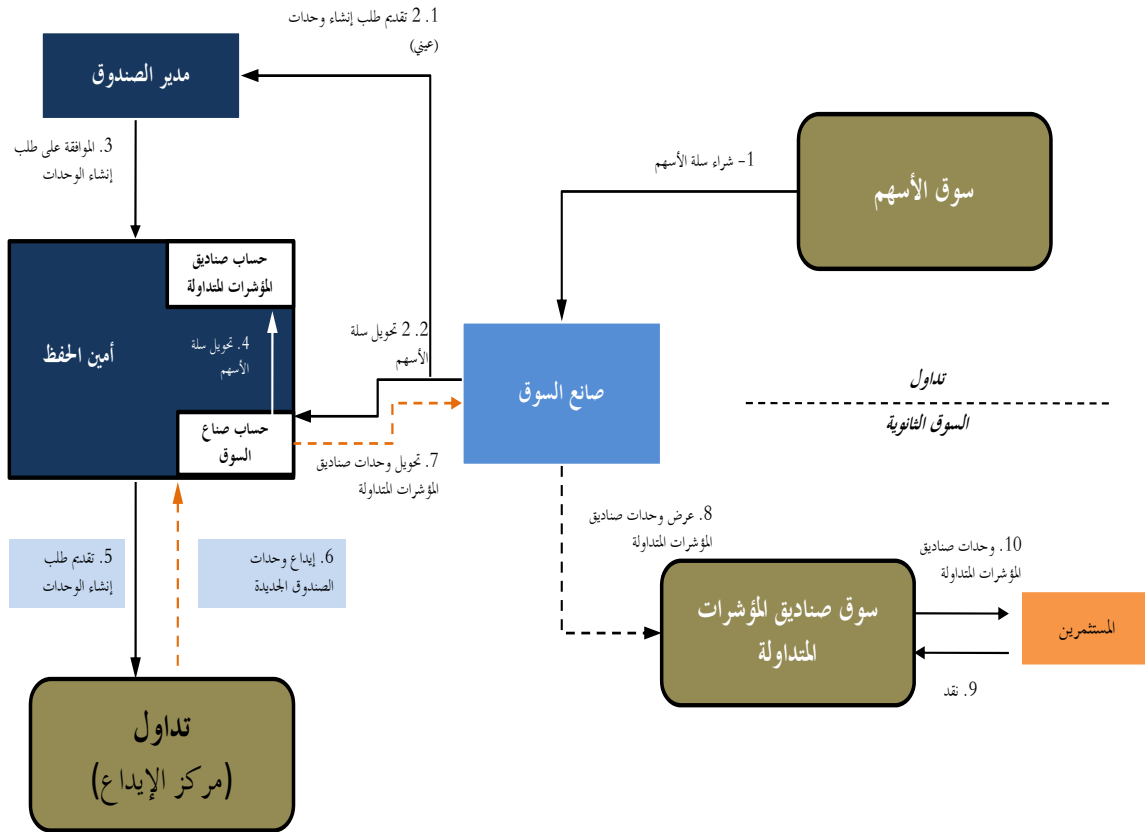 2 .1 تقديم طلب إنشاء وحدات
(عيني)
مدير الصندوق
3. الموافقة على طلب
إنشاء الوحدات
1- شراء سلة الأسهم
سوق الأسهم
حساب صناديق
المؤشرات المتداولة
أمين الحفظ
4. تحويل سلة
الأسهم
2 .2 تحويل سلة
الأسهم
صانع السوق
تداول
السوق الثانوية
حساب صناع
السوق
7. تحويل وحدات صناديق
المؤشرات المتداولة
5. تقديم طلب
إنشاء الوحدات
6. إيداع وحدات
الصندوق الجديدة
8. عرض وحدات صناديق
المؤشرات المتداولة
10. وحدات صناديق
المؤشرات المتداولة
سوق صناديق المؤشرات
المتداولة
المستثمرين
9. نقد
تداول
(مركز الإيداع)